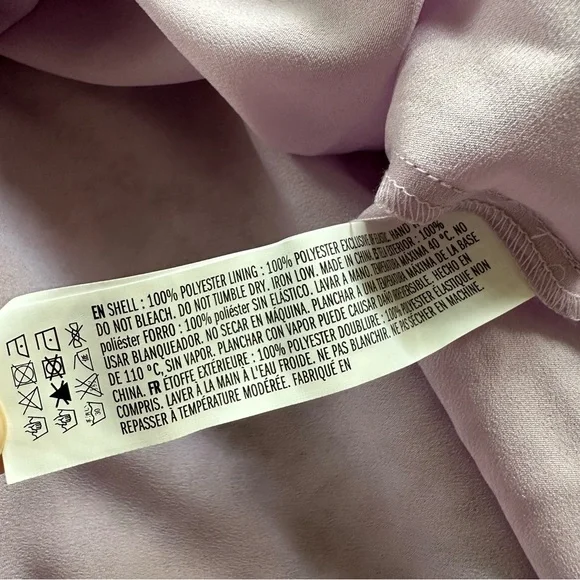 EN SHELL : 100% POLYESTER LINING : 100% POLYESTER EXCLUSIVE OF ELASTIC. HAND
DO NOT BLEACH. DO NOT TUMBLE DRY. IRON LOW. MADE IN CHINA. EXTERIOR : 100%
poliéster FORRO : 100% poliéster SIN ELÁSTICO. LAVAR A MANO. TEMPERATURA MÁXIMA 40 °C. NO
USAR BLANQUEADOR. NO SECAR EN MÁQUINA. PLANCHAR A UNA TEMPERATURA MÁXIMA DE LA BASE
DE 110 °C, SIN VAPOR. PLANCHAR CON VAPOR PUEDE CAUSAR DAÑO IRREVERSIBLE. HECHO EN
CHINA. FR ÉTOFFE EXTÉRIEURE : 100% POLYESTER DOUBLURE : 100% POLYESTER ÉLASTIQUE NON
COMPRIS. LAVER À LA MAIN À L'EAU FROIDE. NE PAS BLANCHIR. NE PAS SÉCHER EN MACHINE.
REPASSER À TEMPÉRATURE MODÉRÉE. FABRIQUÉ EN